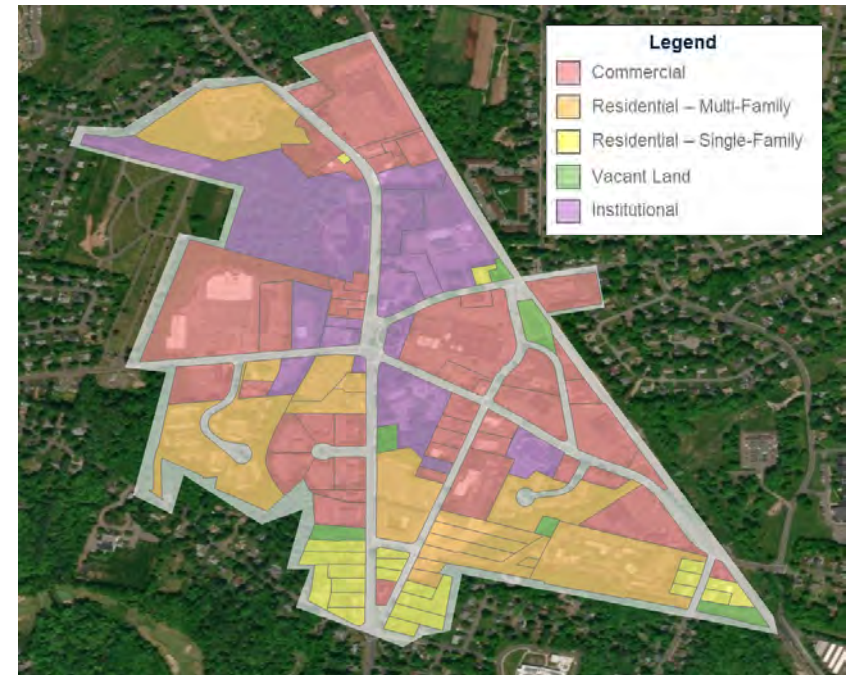 Legend
Commercial
Residential – Multi-Family
Residential – Single-Family
Vacant Land
Institutional